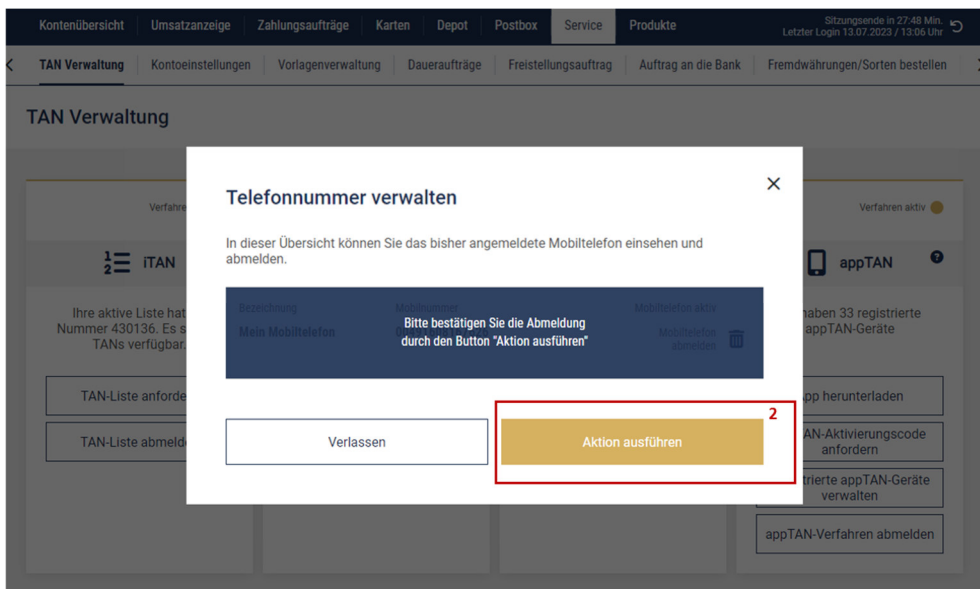 Kontenübersicht Umsatzanzeige Zahlungsaufträge Karten Depot Postbox Service Produkte
Sitzungsende in 27:48 Min.
Letzter Login 13.07.2023 / 13:06 Uhr
TAN Verwaltung Kontoeinstellungen Vorlagenverwaltung Daueraufträge Freistellungsauftrag Auftrag an die Bank Fremdwährungen/Sorten bestellen
TAN Verwaltung
Verfahre
Verfahren aktiv
iTAN
appTAN
Ihre aktive Liste hat
Nummer 430136. Es s
TANs verfügbar.
TAN-Liste anforde
TAN-Liste abmeld
Telefonnummer verwalten
In dieser Übersicht können Sie das bisher angemeldete Mobiltelefon einsehen und
abmelden.
Bezeichnung Mobilnummer Mobiltelefon aktiv
Mein Mobiltelefon
Mobiltelefon
abmelden
Bitte bestätigen Sie die Abmeldung
durch den Button "Aktion ausführen"
Verlassen
Aktion ausführen
2
haben 33 registrierte
appTAN-Geräte
pp herunterladen
AN-Aktivierungscode
anfordern
trierte appTAN-Geräte
verwalten
appTAN-Verfahren abmelden